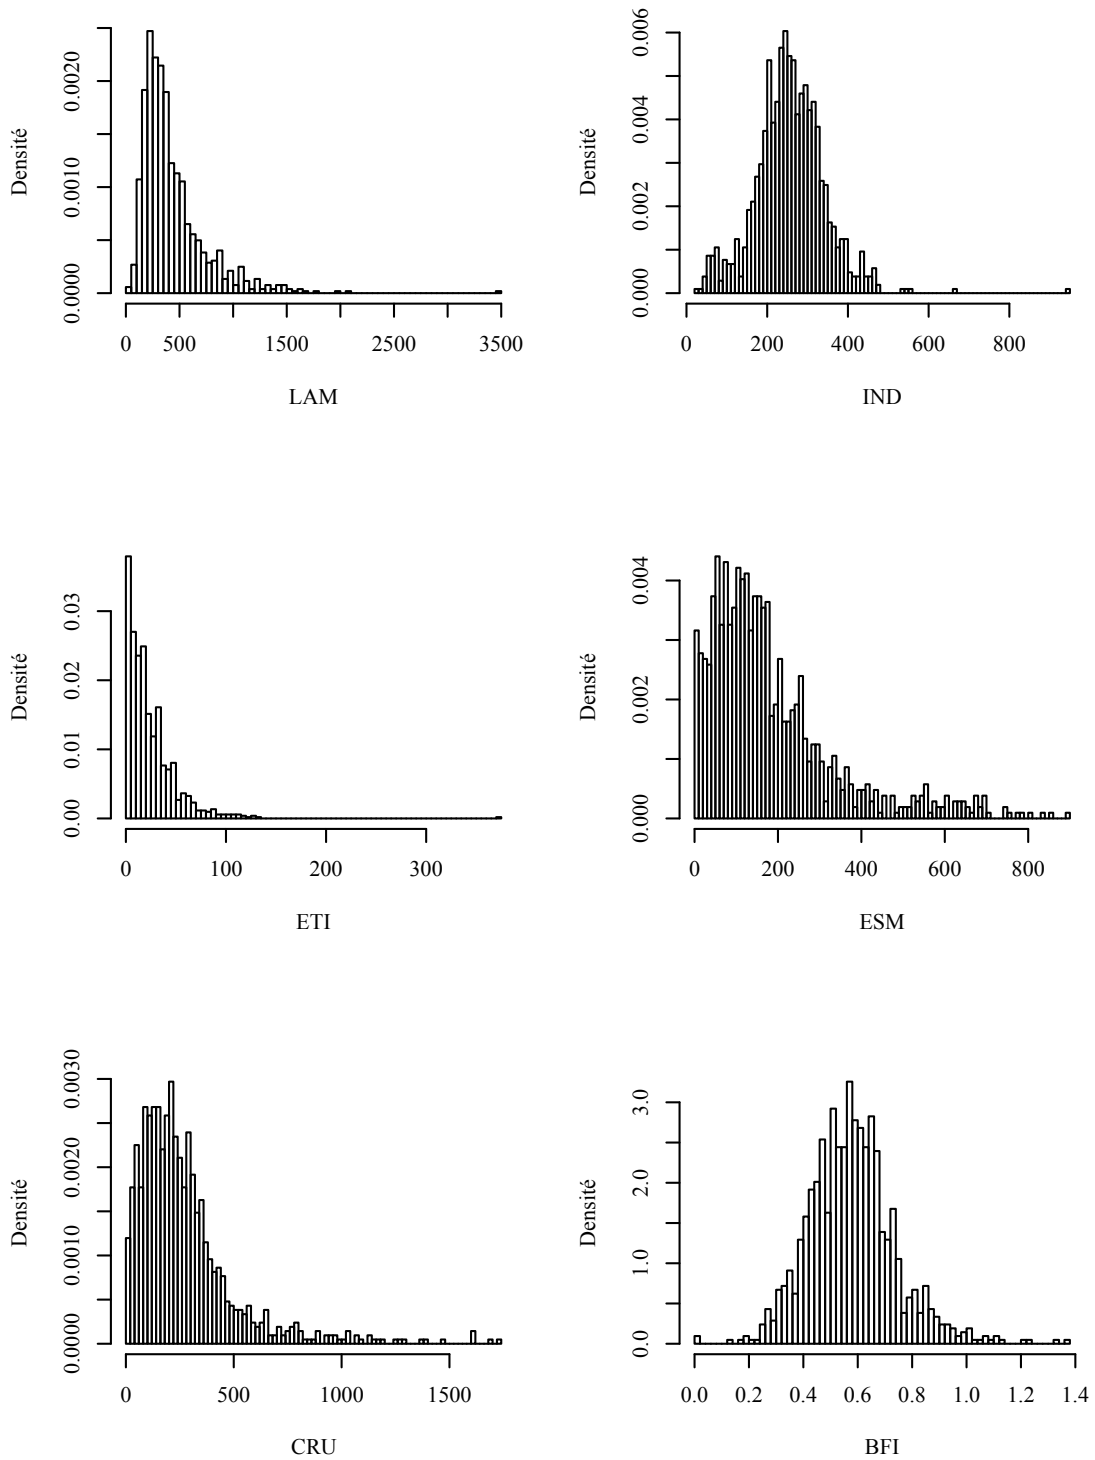 Densité
0.0000 0.0010 0.0020
0 500 1500 2500 3500
LAM
Densité
0.000 0.002 0.004 0.006
0 200 400 600 800
IND
Densité
0.00 0.01 0.02 0.03
0 100 200 300
ETI
Densité
0.000 0.002 0.004
0 200 400 600 800
ESM
Densité
0.0000 0.0010 0.0020 0.0030
0 500 1000 1500
CRU
Densité
0.0 1.0 2.0 3.0
0.0 0.2 0.4 0.6 0.8 1.0 1.2 1.4
BFI